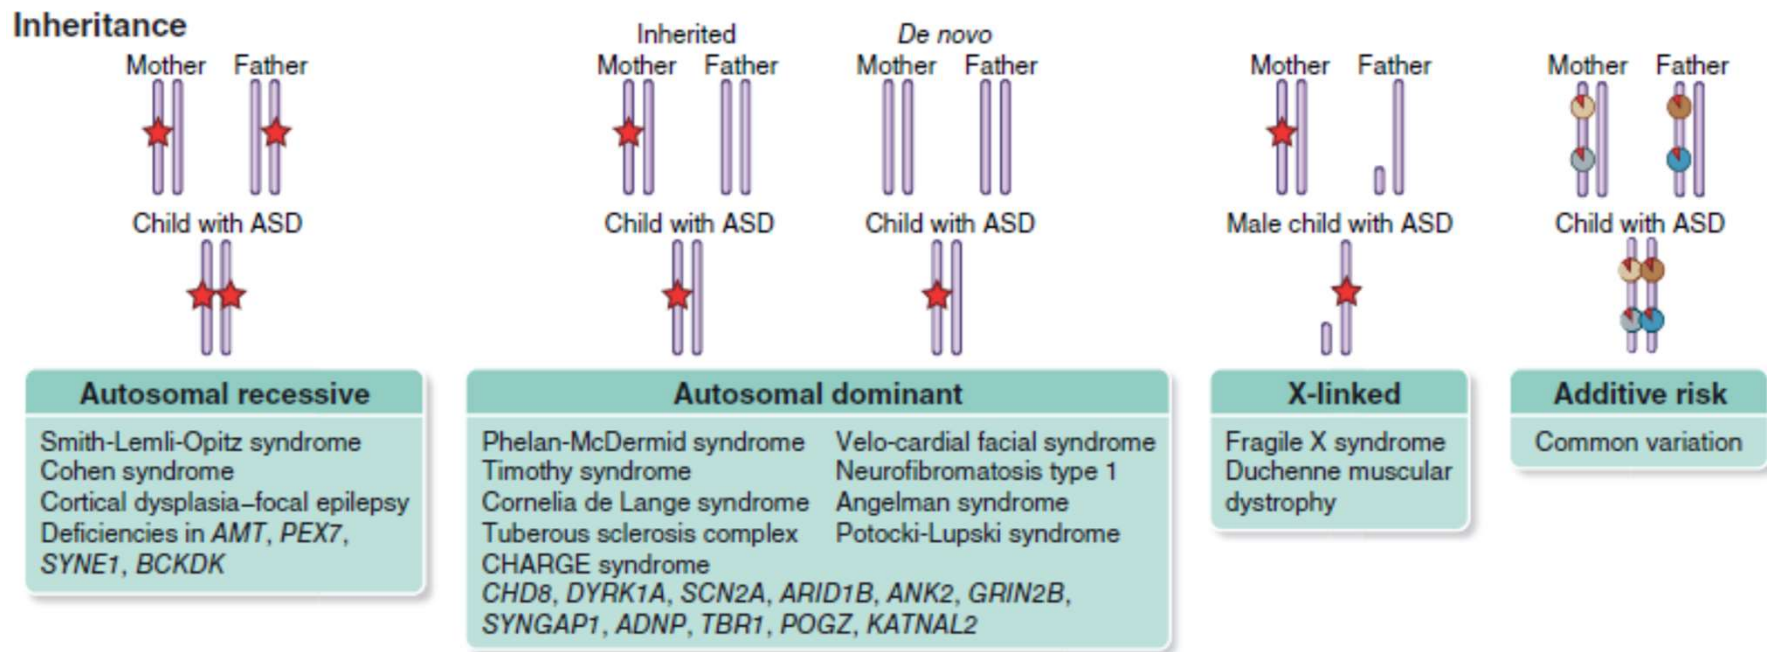 Inheritance
Mother Father
Child with ASD
Autosomal recessive
Smith-Lemli-Opitz syndrome
Cohen syndrome
Cortical dysplasia–focal epilepsy
Deficiencies in AMT, PEX7,
SYNE1, BCKDK
Inherited
Mother Father
Child with ASD
De novo
Mother Father
Child with ASD
Autosomal dominant
Phelan-McDermid syndrome
Timothy syndrome
Cornelia de Lange syndrome
Tuberous sclerosis complex
CHARGE syndrome
Velo-cardial facial syndrome
Neurofibromatosis type 1
Angelman syndrome
Potocki-Lupski syndrome
CHD8, DYRK1A, SCN2A, ARID1B, ANK2, GRIN2B,
SYNGAP1, ADNP, TBR1, POGZ, KATNAL2
Mother Father
Male child with ASD
X-linked
Fragile X syndrome
Duchenne muscular
dystrophy
Mother Father
Child with ASD
Additive risk
Common variation